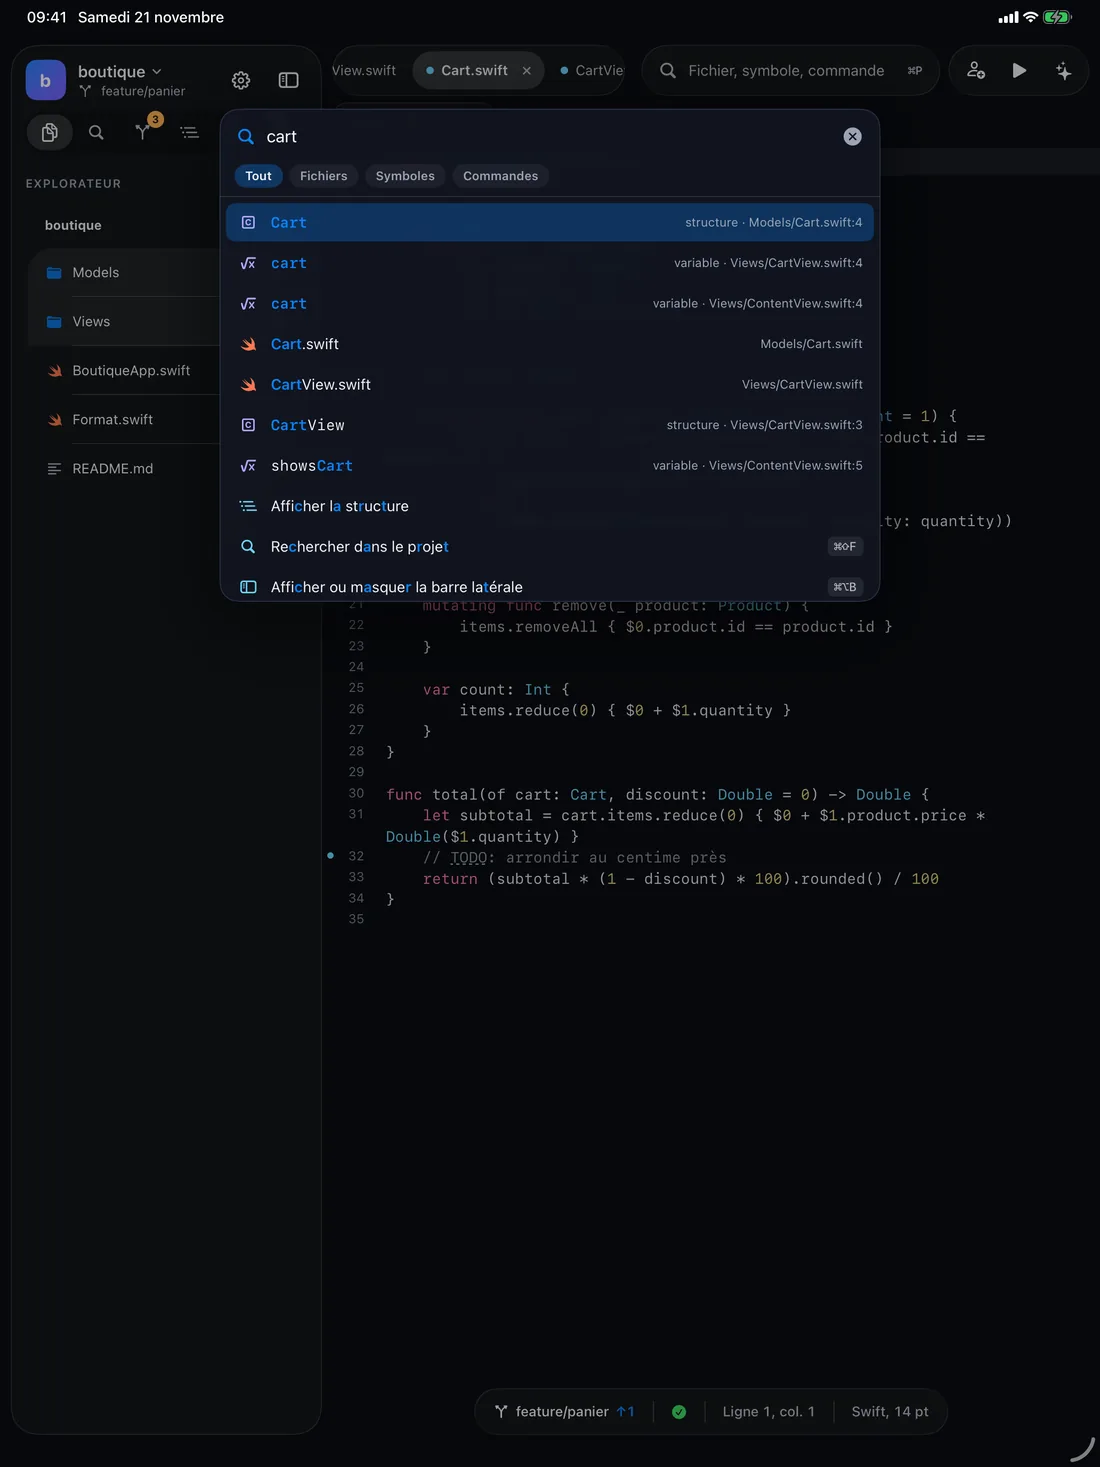 09:41 Samedi 21 novembre
b
boutique
feature/panier
View.swift
Cart.swift
CartVie
Fichier, symbole, commande ⌘P
3
EXPLORATEUR
boutique
Models
Views
BoutiqueApp.swift
Format.swift
README.md
cart
Tout Fichiers Symboles Commandes
Cart structure · Models/Cart.swift:4
cart variable · Views/CartView.swift:4
cart variable · Views/ContentView.swift:4
Cart.swift Models/Cart.swift
CartView.swift Views/CartView.swift
CartView structure · Views/CartView.swift:3
showsCart variable · Views/ContentView.swift:5
Afficher la structure
Rechercher dans le projet ⌘⇧F
Afficher ou masquer la barre latérale ⌘⌥B
nt = 1) {
roduct.id ==
ity: quantity))
21 mutating func remove(_ product: Product) {
22 items.removeAll { $0.product.id == product.id }
23 }
24
25 var count: Int {
26 items.reduce(0) { $0 + $1.quantity }
27 }
28 }
29
30 func total(of cart: Cart, discount: Double = 0) -> Double {
31 let subtotal = cart.items.reduce(0) { $0 + $1.product.price *
Double($1.quantity) }
32 // TODO: arrondir au centime près
33 return (subtotal * (1 - discount) * 100).rounded() / 100
34 }
35
feature/panier ↑1
Ligne 1, col. 1
Swift, 14 pt